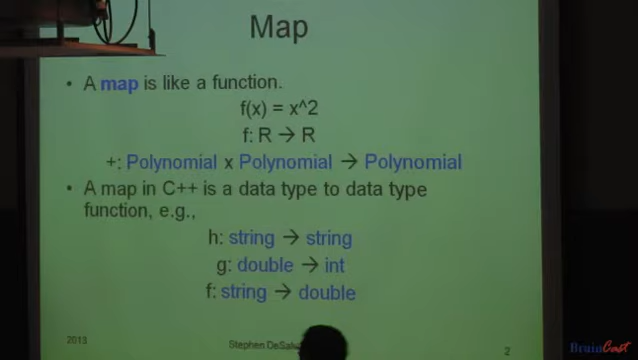 Map
• A map is like a function.
f(x) = x^2
f: R → R
+: Polynomial x Polynomial → Polynomial
• A map in C++ is a data type to data type
function, e.g.,
h: string → string
g: double → int
f: string → double
2013
Stephen
2
BrainCast